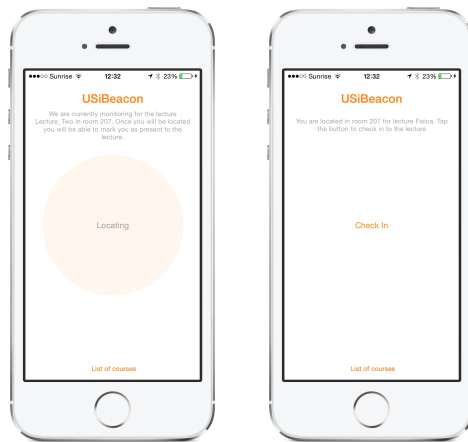 Sunrise 12:32 23%
USiBeacon
We are currently monitoring for the lecture
Lecture_Two in room 207. Once you will be located
you will be able to mark you as present to the
lecture.
Locating
List of courses
Sunrise 12:32 23%
USiBeacon
You are located in room 207 for lecture Fisica. Tap
the button to check in to the lecture
Check In
List of courses